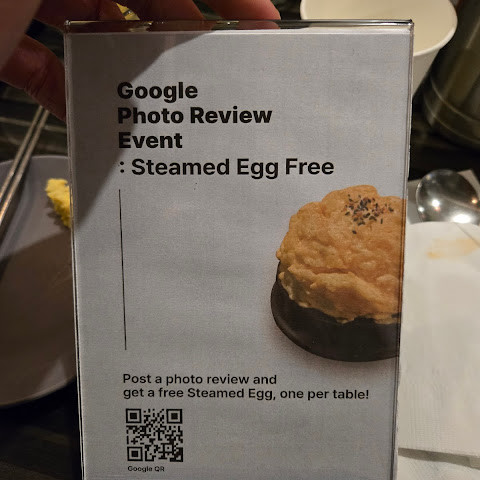 Google
Photo Review
Event
: Steamed Egg Free
Post a photo review and
get a free Steamed Egg, one per table!
Google QR